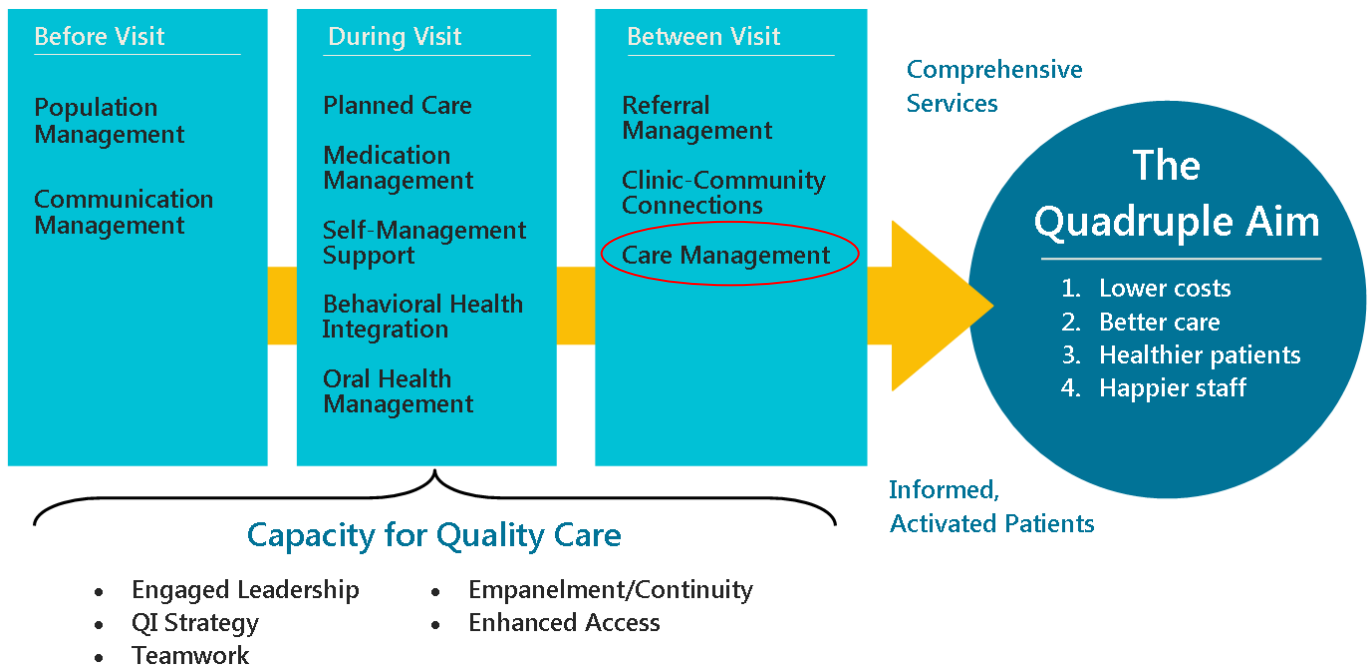 Before Visit
Population
Management
Communication
Management
During Visit
Planned Care
Medication
Management
Self-Management
Support
Behavioral Health
Integration
Oral Health
Management
Between Visit
Referral
Management
Clinic-Community
Connections
Care Management
Comprehensive
Services
The
Quadruple Aim
1. Lower costs
2. Better care
3. Healthier patients
4. Happier staff
Informed,
Activated Patients
Capacity for Quality Care
• Engaged Leadership
• QI Strategy
• Teamwork
• Empanelment/Continuity
• Enhanced Access